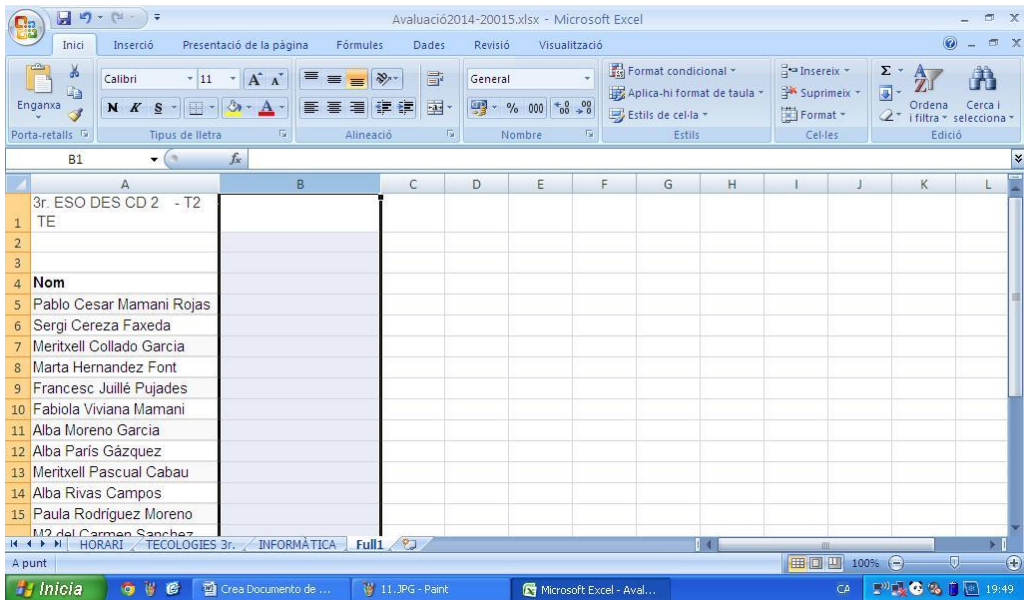 Avaluació2014-20015.xlsx - Microsoft Excel
Inici Inserció Presentació de la pàgina Fórmules Dades Revisió Visualització
Calibri 11 A A General Format condicional Insereix Σ
Enganxa % 000 Aplica-hi format de taula Suprimeix Ordena i filtra Cerca i selecciona
N K S A Estils de cel·la Format
Porta-retalls Tipus de lletra Alineació Nombre Estils Cel·les Edició
B1 fx
A B C D E F G H I J K L
1 3r. ESO DES CD 2 - T2
TE
2
3
4 Nom
5 Pablo Cesar Mamani Rojas
6 Sergi Cereza Faxeda
7 Meritxell Collado Garcia
8 Marta Hernandez Font
9 Francesc Juillé Pujades
10 Fabiola Viviana Mamani
11 Alba Moreno Garcia
12 Alba París Gázquez
13 Meritxell Pascual Cabau
14 Alba Rivas Campos
15 Paula Rodríguez Moreno
del Carmen Sanchez
HORARI TECOLOGIES 3r. INFORMÀTICA Full1
A punt 100%
Inicia Crea Documento de ... 11.JPG - Paint Microsoft Excel - Aval... CA 19:49